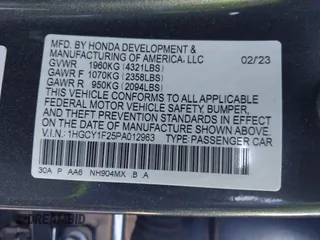 MFD. BY HONDA DEVELOPMENT &
MANUFACTURING OF AMERICA, LLC 02/23
GVWR 1960KG (4321LBS)
GAWR F 1070KG (2358LBS)
GAWR R 950KG (2094LBS)
THIS VEHICLE CONFORMS TO ALL APPLICABLE
FEDERAL MOTOR VEHICLE SAFETY, BUMPER,
AND THEFT PREVENTION STANDARDS IN EFFECT
ON THE DATE OF MANUFACTURE SHOWN ABOVE.
V.I.N.: 1HGCY1F25PA012963 TYPE: PASSENGER CAR
30A P AA6 NH904MX .B .A
DREAMBID